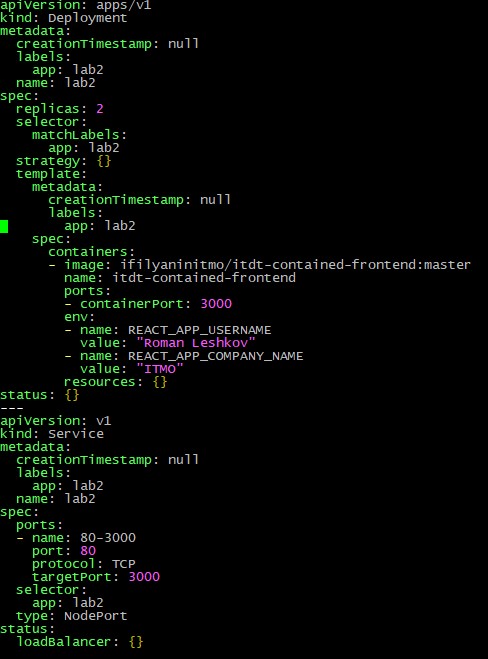 apiVersion: apps/v1
kind: Deployment
metadata:
  creationTimestamp: null
  labels:
    app: lab2
  name: lab2
spec:
  replicas: 2
  selector:
    matchLabels:
      app: lab2
  strategy: {}
  template:
    metadata:
      creationTimestamp: null
      labels:
        app: lab2
    spec:
      containers:
      - image: ifilyaninitmo/itdt-contained-frontend:master
        name: itdt-contained-frontend
        ports:
        - containerPort: 3000
        env:
        - name: REACT_APP_USERNAME
          value: "Roman Leshkov"
        - name: REACT_APP_COMPANY_NAME
          value: "ITMO"
        resources: {}
status: {}
---
apiVersion: v1
kind: Service
metadata:
  creationTimestamp: null
  labels:
    app: lab2
  name: lab2
spec:
  ports:
  - name: 80-3000
    port: 80
    protocol: TCP
    targetPort: 3000
  selector:
    app: lab2
  type: NodePort
status:
  loadBalancer: {}